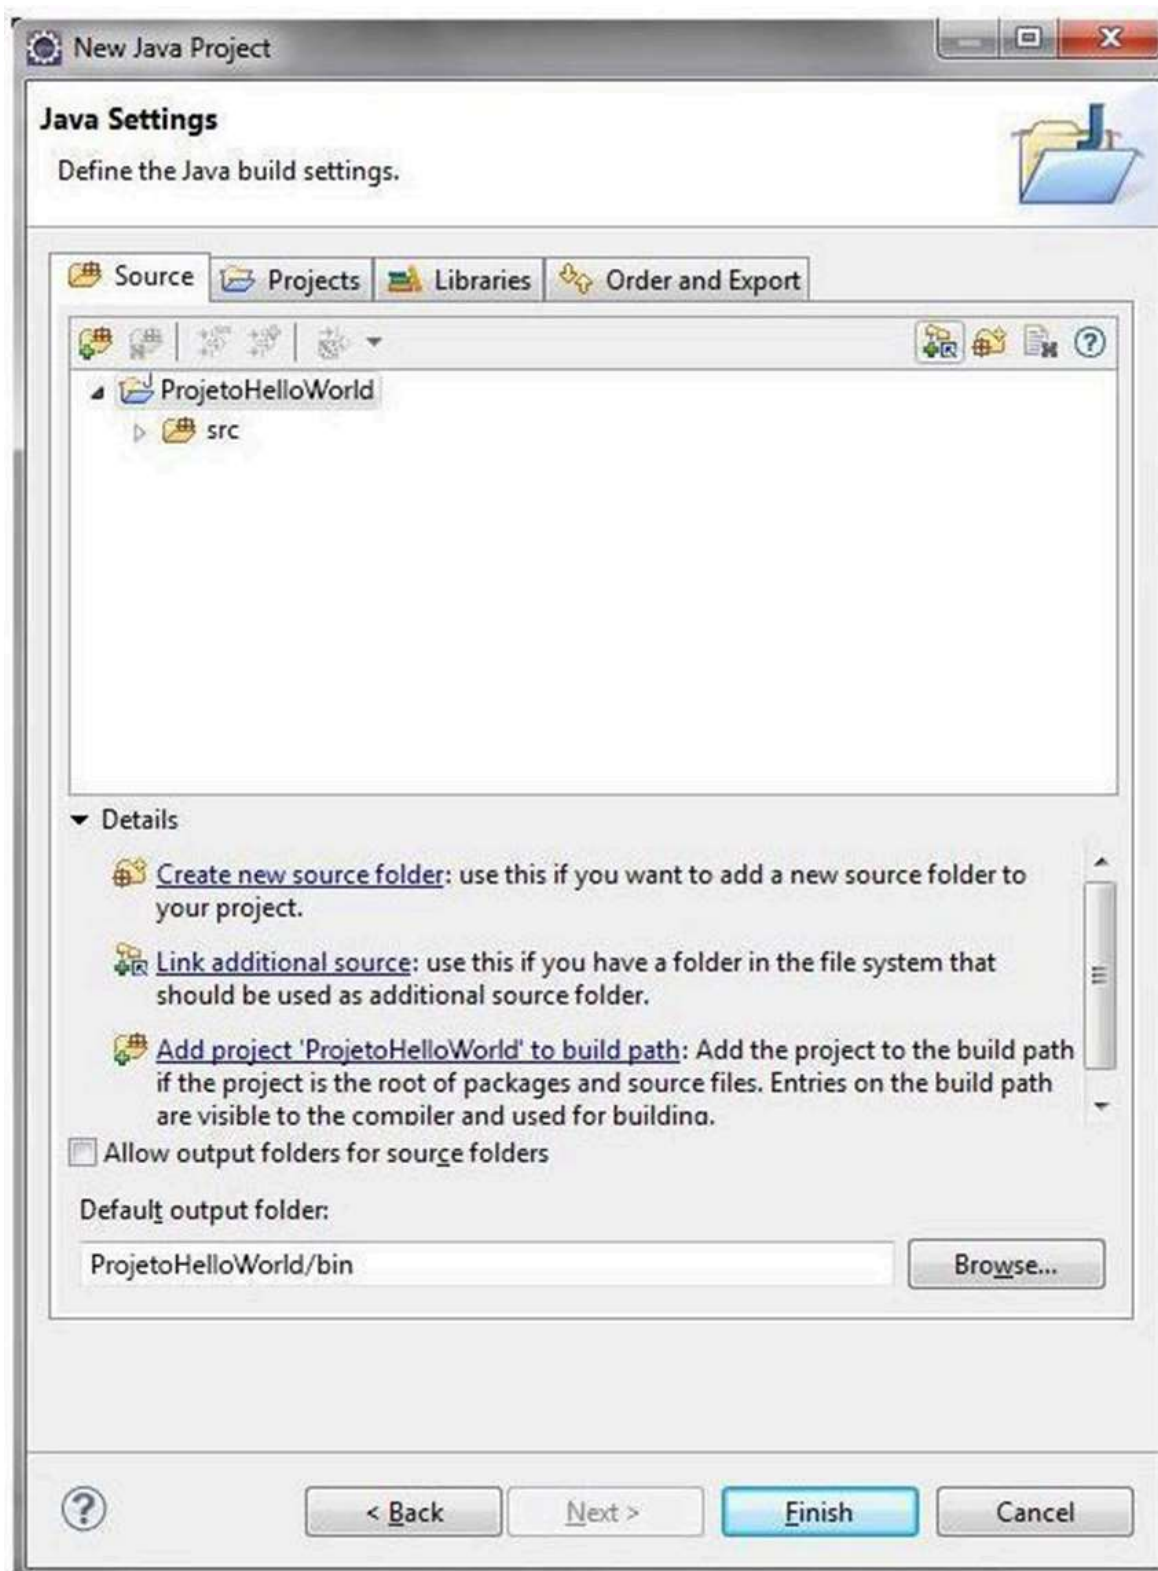 New Java Project
Java Settings
Define the Java build settings.
Source Projects Libraries Order and Export
ProjetoHelloWorld
src
Details
Create new source folder: use this if you want to add a new source folder to
your project.
Link additional source: use this if you have a folder in the file system that
should be used as additional source folder.
Add project 'ProjetoHelloWorld' to build path: Add the project to the build path
if the project is the root of packages and source files. Entries on the build path
are visible to the compiler and used for building.
Allow output folders for source folders
Default output folder:
ProjetoHelloWorld/bin Browse...
< Back Next > Finish Cancel